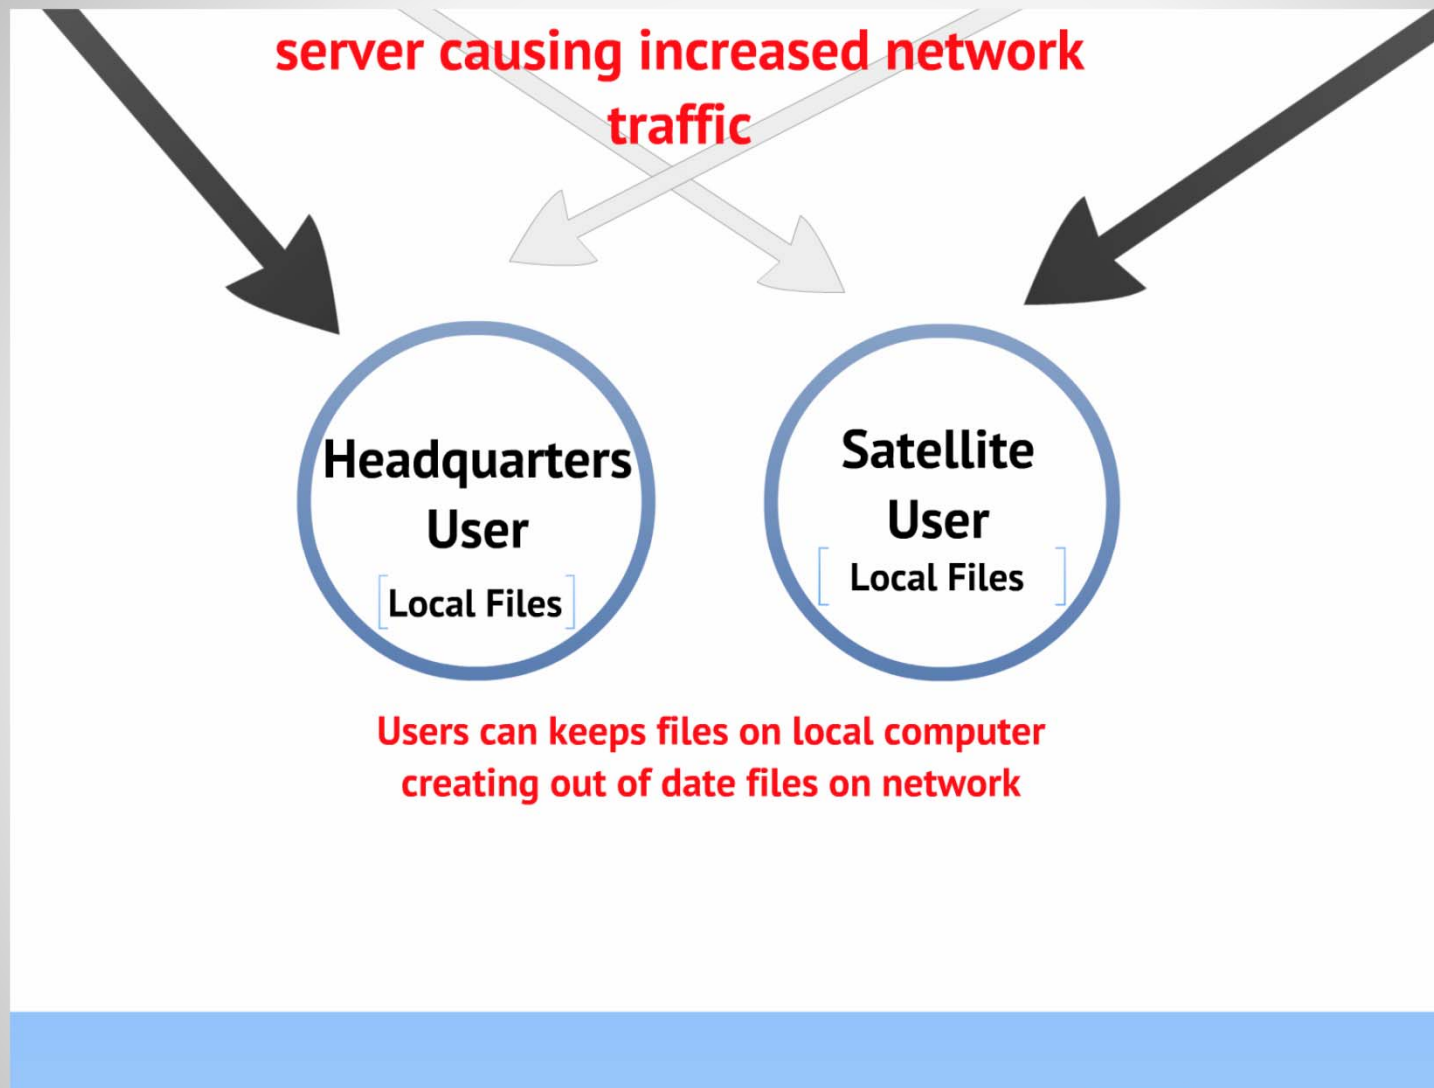 server causing increased network
traffic
Headquarters
User
Local Files
Satellite
User
Local Files
Users can keeps files on local computer
creating out of date files on network